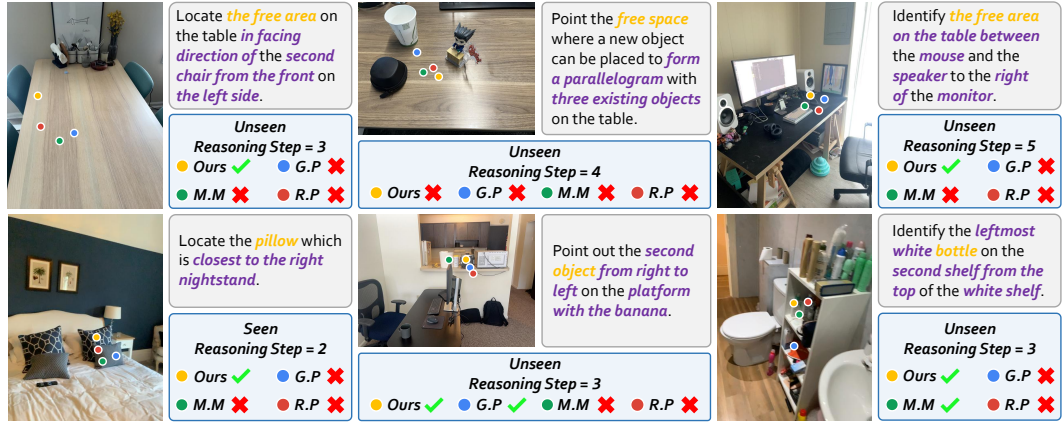 Locate the free area on
the table in facing
direction of the second
chair from the front on
the left side.
Unseen
Reasoning Step = 3
Ours G.P
M.M R.P
Point the free space
where a new object
can be placed to form
a parallelogram with
three existing objects
on the table.
Unseen
Reasoning Step = 4
Ours G.P M.M R.P
Identify the free area
on the table between
the mouse and the
speaker to the right
of the monitor.
Unseen
Reasoning Step = 5
Ours G.P
M.M R.P
Locate the pillow which
is closest to the right
nightstand.
Seen
Reasoning Step = 2
Ours G.P
M.M R.P
Point out the second
object from right to
left on the platform
with the banana.
Unseen
Reasoning Step = 3
Ours G.P M.M R.P
Identify the leftmost
white bottle on the
second shelf from the
top of the white shelf.
Unseen
Reasoning Step = 3
Ours G.P
M.M R.P